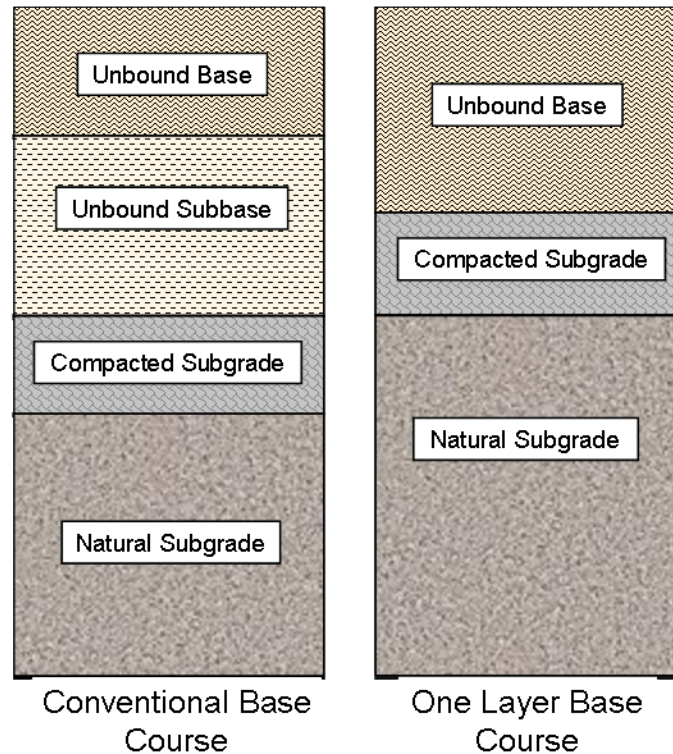 Unbound Base
Unbound Subbase
Compacted Subgrade
Natural Subgrade
Conventional Base
Course
Unbound Base
Compacted Subgrade
Natural Subgrade
One Layer Base
Course